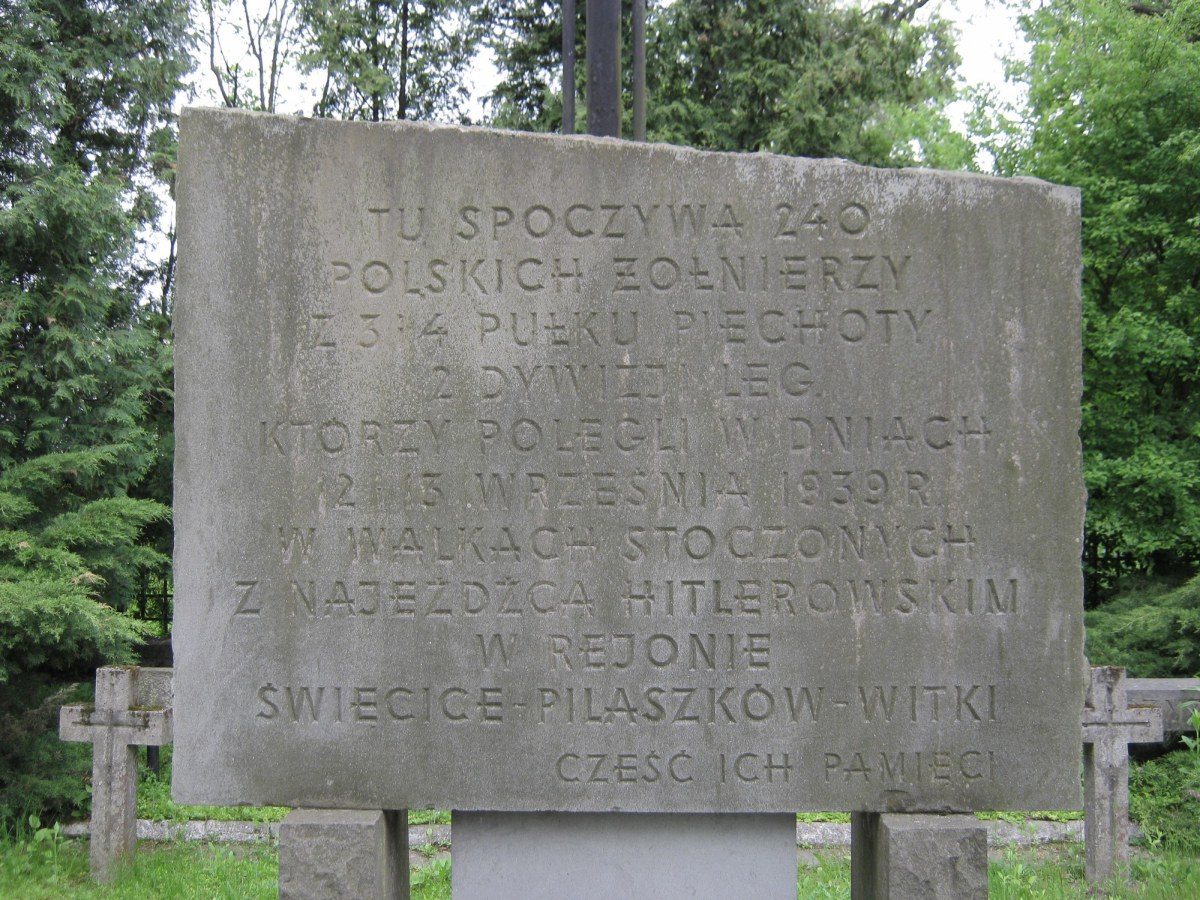 TU SPOCZYWA 240
POLSKICH ŻOŁNIERZY
Z 3 i 4 PUŁKU PIECHOTY
2 DYWIZJI LEG.
KTÓRZY POLEGLI W DNIACH
12 i 13 WRZEŚNIA 1939 R.
W WALKACH STOCZONYCH
Z NAJEŹDŹCĄ HITLEROWSKIM
W REJONIE
ŚWIĘCICE-PILASZKÓW-WITKI
CZEŚĆ ICH PAMIĘCI